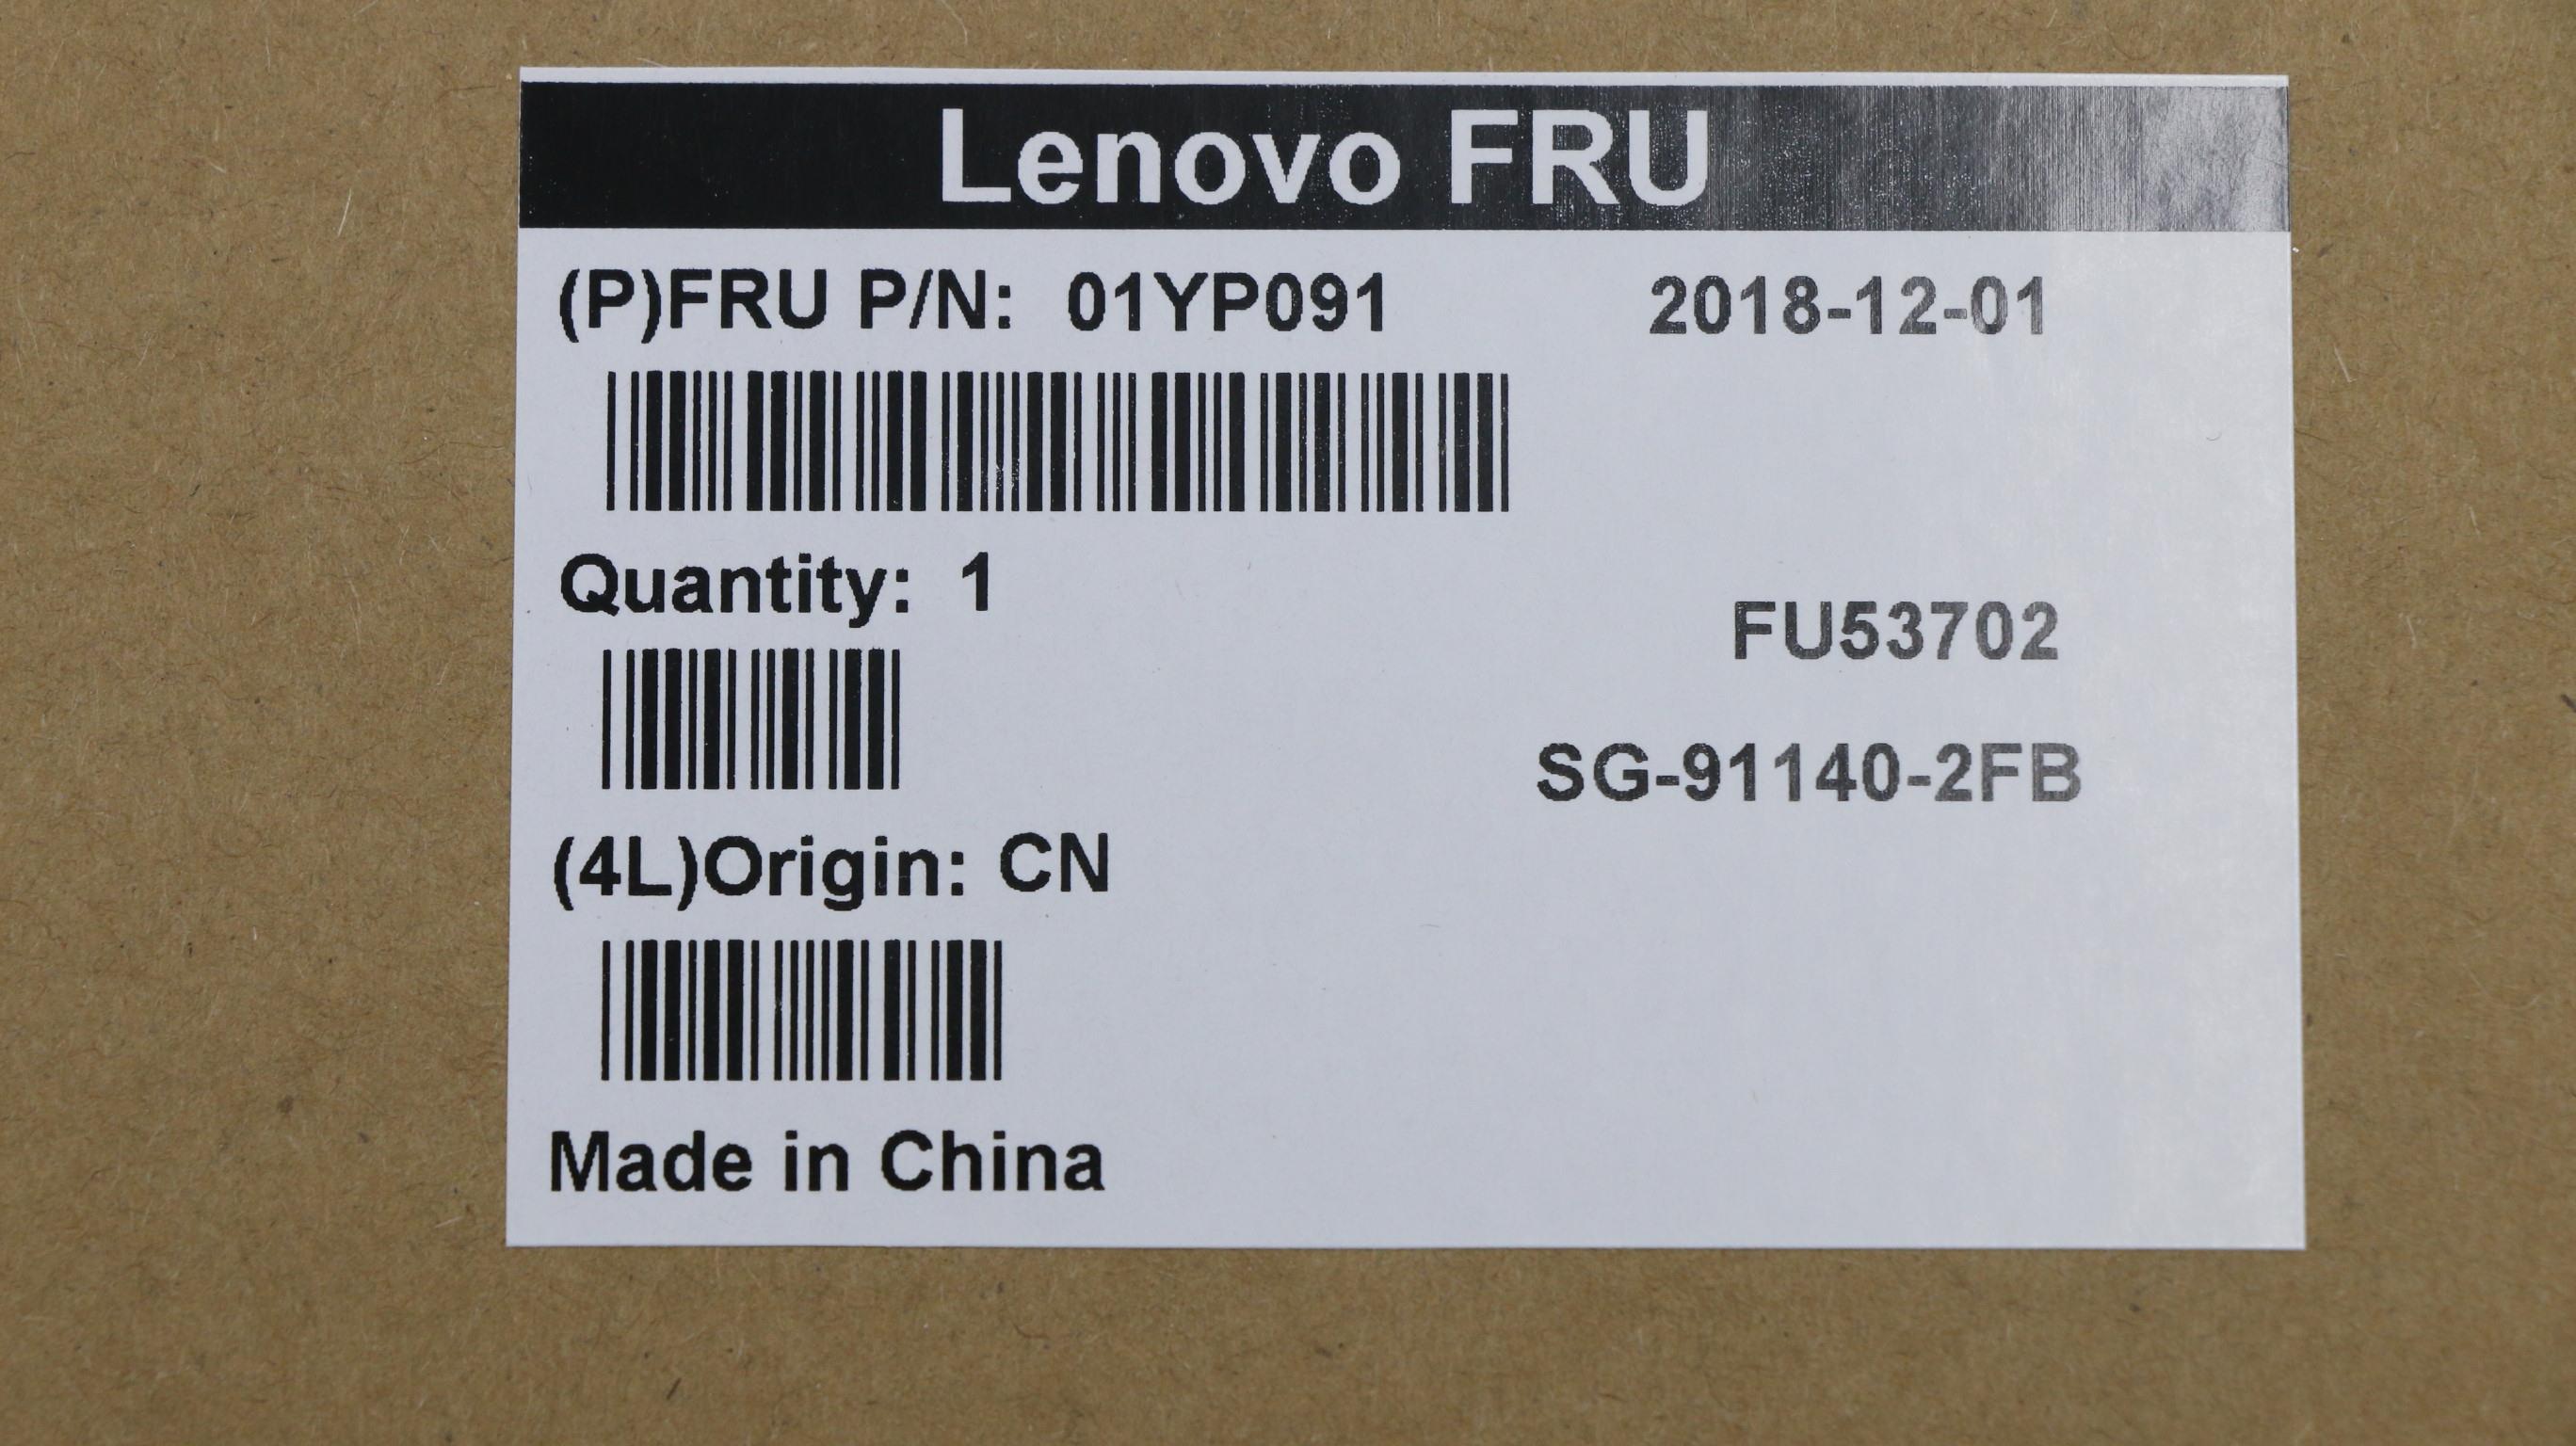 Lenovo FRU
(P)FRU P/N: 01YP091 2018-12-01
Quantity: 1
FU53702
SG-91140-2FB
(4L)Origin: CN
Made in China